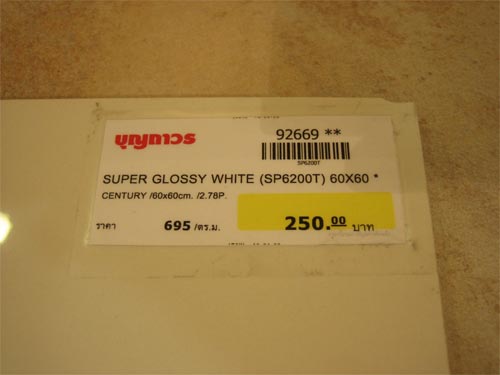 บุญถาวร
92669 **
SP6200T
SUPER GLOSSY WHITE (SP6200T) 60X60 *
CENTURY /60x60cm. /2.78P.
ราคา 695 /ตร.ม. 250.00 บาท